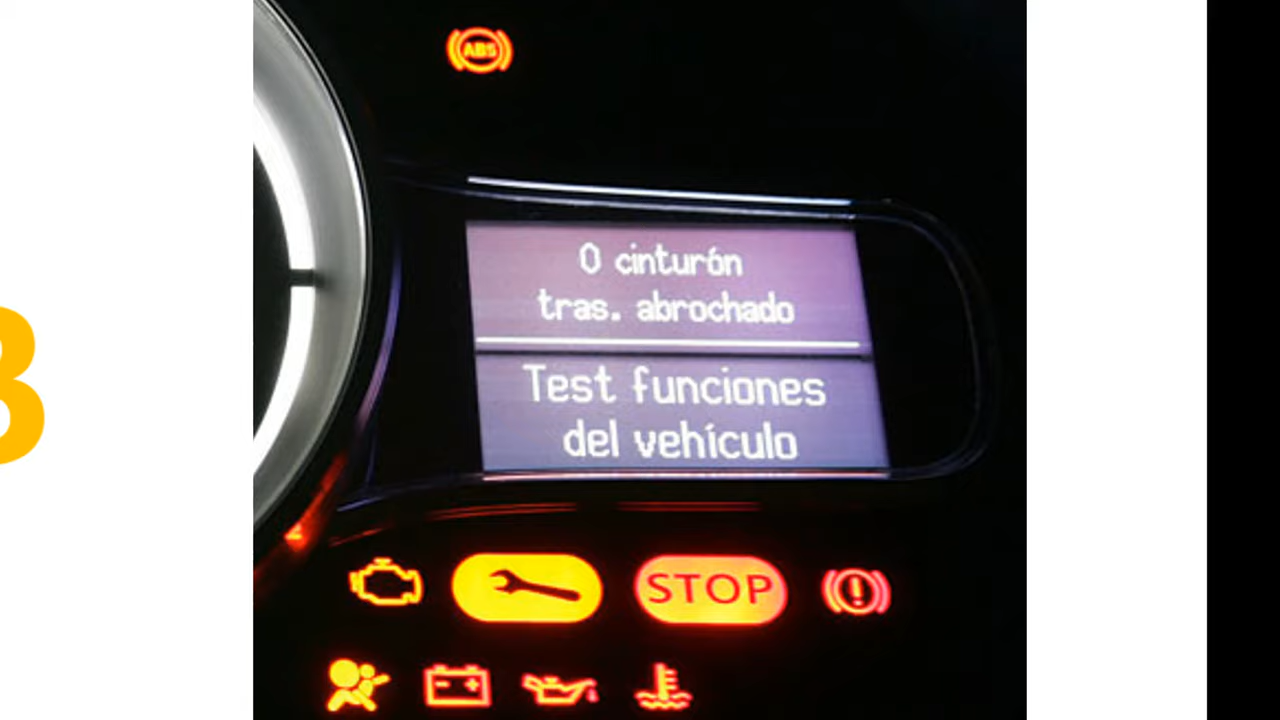 ABS
0 cinturón
tras. abrochado
Test funciones
del vehículo
STOP